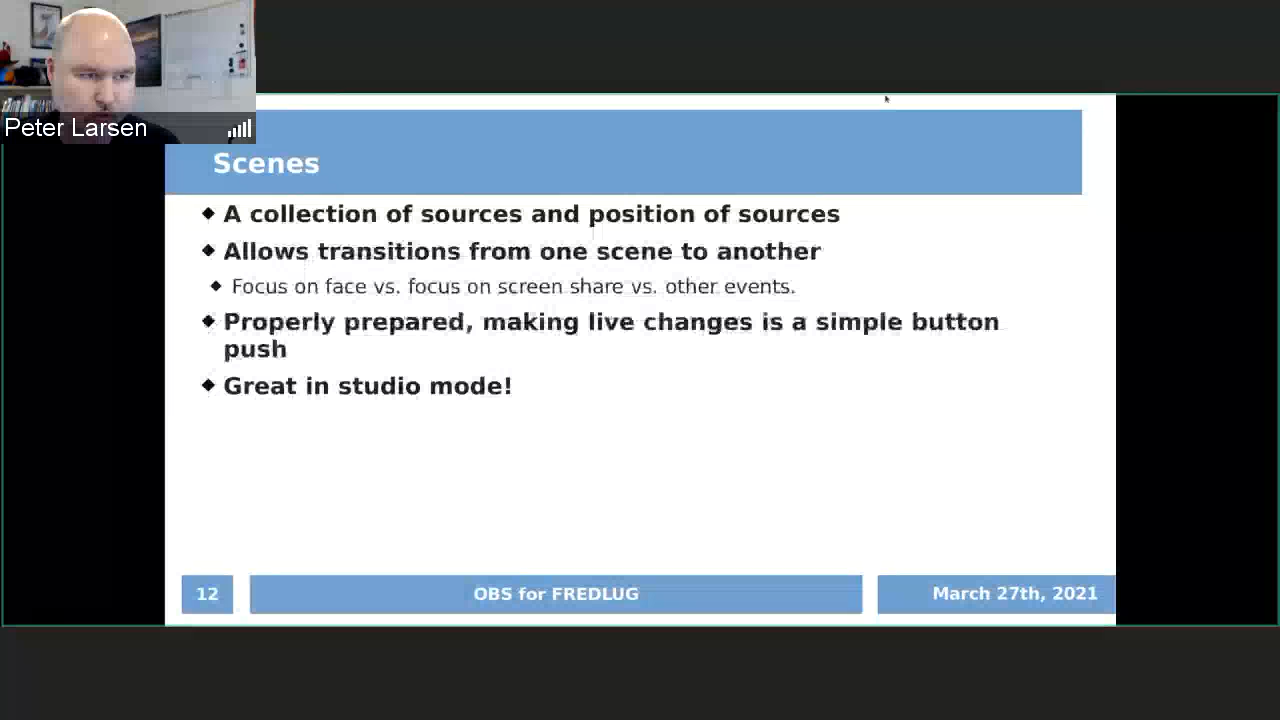 Peter Larsen
Scenes
A collection of sources and position of sources
Allows transitions from one scene to another
Focus on face vs. focus on screen share vs. other events.
Properly prepared, making live changes is a simple button
push
Great in studio mode!
12
OBS for FREDLUG
March 27th, 2021